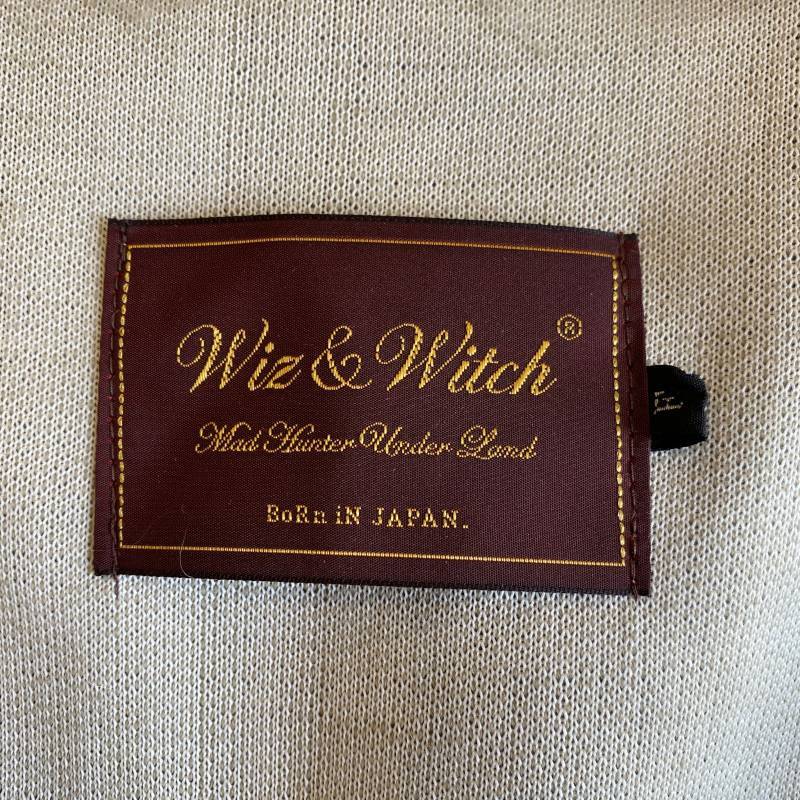 Wiz & Witch®
Mad Hunter Under Land
BoRn iN JAPAN.